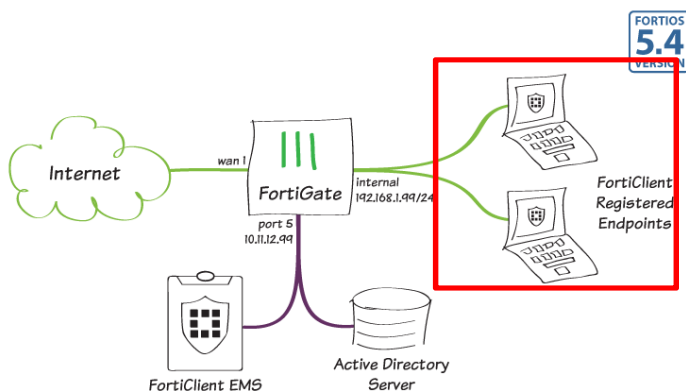 FORTIOS
5.4
VERSION
Internet
wan 1
FortiGate
internal
192.168.1.99/24
port 5
10.11.12.99
FortiClient
Registered
Endpoints
FortiClient EMS
Active Directory
Server